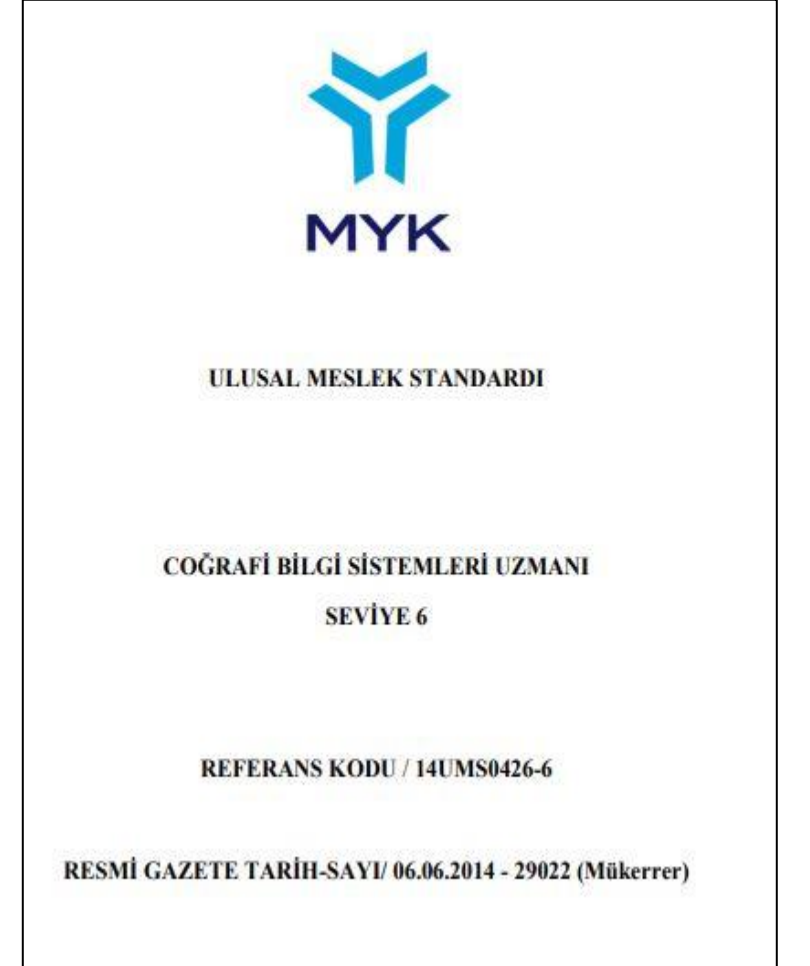 MYK
ULUSAL MESLEK STANDARDI
COĞRAFİ BİLGİ SİSTEMLERİ UZMANI
SEVİYE 6
REFERANS KODU / 14UMS0426-6
RESMİ GAZETE TARİH-SAYI/ 06.06.2014 - 29022 (Mükerrer)